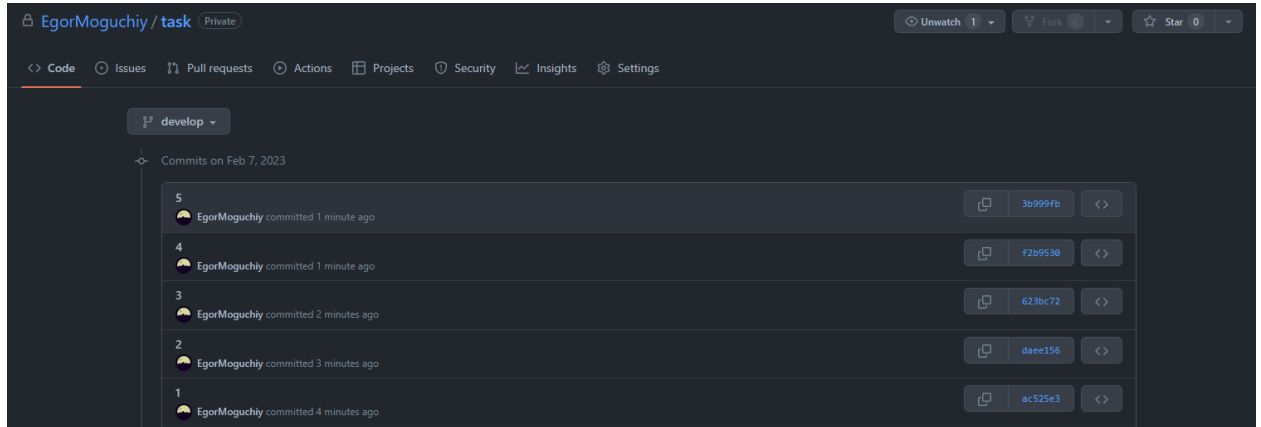 EgorMoguchiy / task Private Unwatch 1 Fork 0 Star 0
<> Code Issues Pull requests Actions Projects Security Insights Settings
develop
Commits on Feb 7, 2023
5
EgorMoguchiy committed 1 minute ago 3b999fb <>
4
EgorMoguchiy committed 1 minute ago f2b9530 <>
3
EgorMoguchiy committed 2 minutes ago 623bc72 <>
2
EgorMoguchiy committed 3 minutes ago daee156 <>
1
EgorMoguchiy committed 4 minutes ago ac525e3 <>